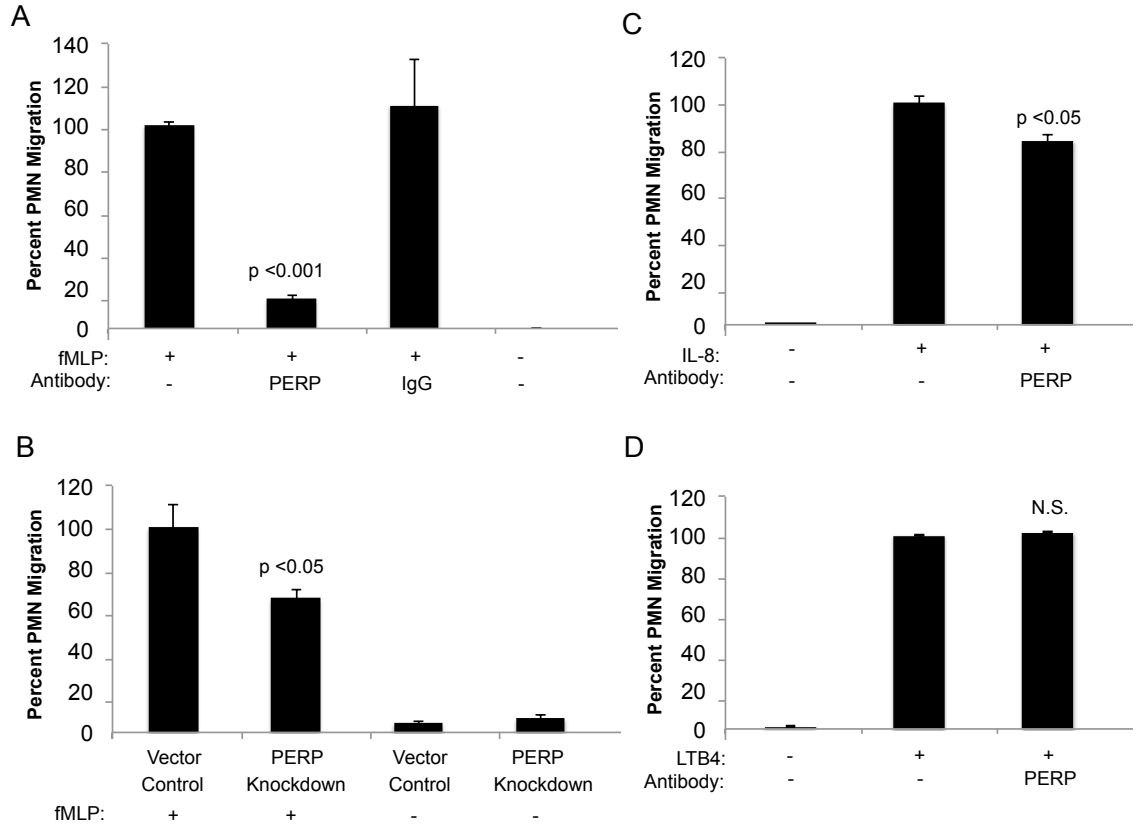 A
Percent PMN Migration
140
120
100
80
60
40
20
0
p <0.001
fMLP: + + + -
Antibody: - PERP IgG -
C
Percent PMN Migration
120
100
80
60
40
20
0
p <0.05
IL-8: - + +
Antibody: - - PERP
B
Percent PMN Migration
120
100
80
60
40
20
0
p <0.05
Vector PERP Vector PERP
Control Knockdown Control Knockdown
fMLP: + + - -
D
Percent PMN Migration
120
100
80
60
40
20
0
N.S.
LTB4: - + +
Antibody: - - PERP